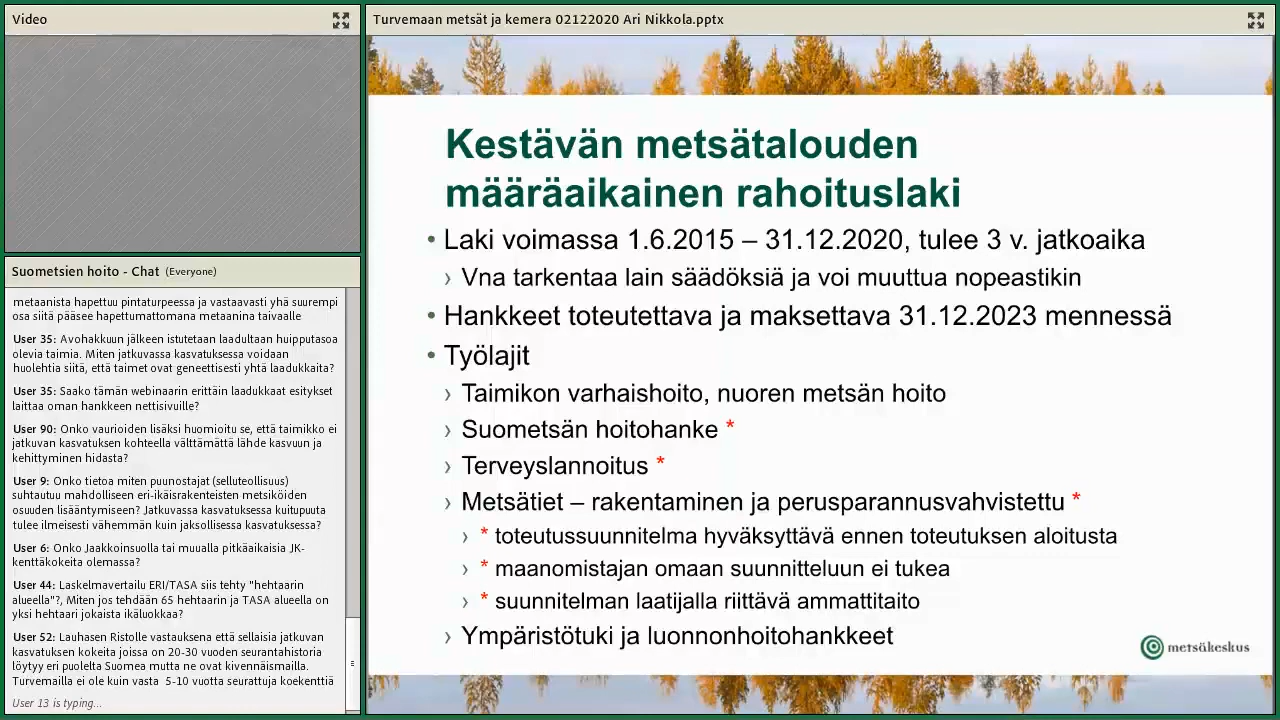 Video
Turvemaan metsät ja kemera 02122020 Ari Nikkola.pptx
Suometsien hoito - Chat (Everyone)
metaanista hapettuu pintaturpeessa ja vastaavasti yhä suurempi
osa siitä pääsee hapettumattomana metaanina taivaalle
User 35: Avohakkuun jälkeen istutetaan laadultaan huipputasoa
olevia taimia. Miten jatkuvassa kasvatuksessa voidaan
huolehtia siitä, että taimet ovat geneettisesti yhtä laadukkaita?
User 35: Saako tämän webinaarin erittäin laadukkaat esitykset
laittaa oman hankkeen nettisivuille?
User 90: Onko vaurioiden lisäksi huomioitu se, että taimikko ei
jatkuvan kasvatuksen kohteella välttämättä lähde kasvuun ja
kehittyminen hidasta?
User 9: Onko tietoa miten puunostajat (selluteollisuus)
suhtautuu mahdolliseen eri-ikäisrakenteisten metsiköiden
osuuden lisääntymiseen? Jatkuvassa kasvatuksessa kuitupuuta
tulee ilmeisesti vähemmän kuin jaksollisessa kasvatuksessa?
User 6: Onko Jaakkoinsuolla tai muualla pitkäaikaisia JK-
kenttäkokeita olemassa?
User 44: Laskelmavertailu ERI/TASA siis tehty "hehtaarin
alueella"?, Miten jos tehdään 65 hehtaarin ja TASA alueella on
yksi hehtaari jokaista ikäluokkaa?
User 52: Lauhasen Ristolle vastauksena että sellaisia jatkuvan
kasvatuksen kokeita joissa on 20-30 vuoden seurantahistoria
löytyy eri puolelta Suomea mutta ne ovat kivennäismailla.
Turvemailla ei ole kuin vasta 5-10 vuotta seurattuja koekenttiä
User 13 is typing...
Kestävän metsätalouden
määräaikainen rahoituslaki
• Laki voimassa 1.6.2015 – 31.12.2020, tulee 3 v. jatkoaika
› Vna tarkentaa lain säädöksiä ja voi muuttua nopeastikin
• Hankkeet toteutettava ja maksettava 31.12.2023 mennessä
• Työlajit
› Taimikon varhaishoito, nuoren metsän hoito
› Suometsän hoitohanke *
› Terveyslannoitus *
› Metsätiet – rakentaminen ja perusparannusvahvistettu *
› * toteutussuunnitelma hyväksyttävä ennen toteutuksen aloitusta
› * maanomistajan omaan suunnitteluun ei tukea
› * suunnitelman laatijalla riittävä ammattitaito
› Ympäristötuki ja luonnonhoitohankkeet
metsäkeskus